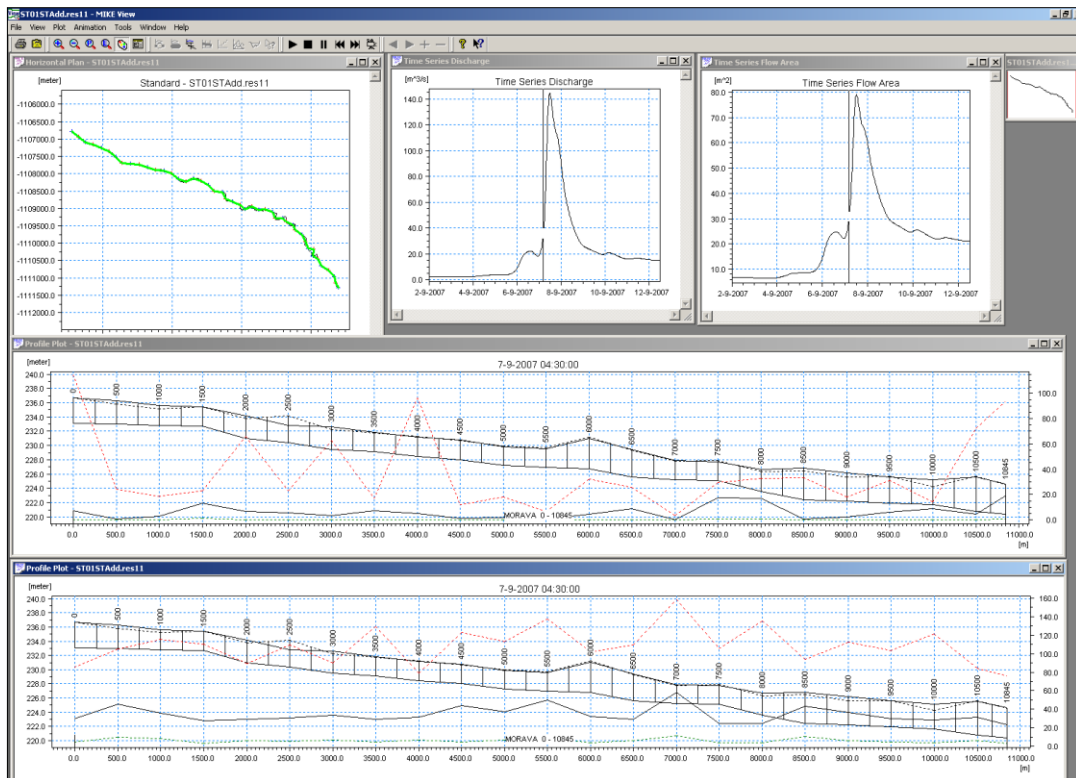 ST01STAdd.res11 - MIKE View
File View Plot Animation Tools Window Help
Horizontal Plan - ST01STAdd.res11
[meter]
Standard - ST01STAdd.res11
-1106000.0
-1106500.0
-1107000.0
-1107500.0
-1108000.0
-1108500.0
-1109000.0
-1109500.0
-1110000.0
-1110500.0
-1111000.0
-1111500.0
-1112000.0
Time Series Discharge
[m^3/s]
Time Series Discharge
140.0
120.0
100.0
80.0
60.0
40.0
20.0
0.0
2-9-2007 4-9-2007 6-9-2007 8-9-2007 10-9-2007 12-9-2007
Time Series Flow Area
[m^2]
Time Series Flow Area
80.0
70.0
60.0
50.0
40.0
30.0
20.0
10.0
2-9-2007 4-9-2007 6-9-2007 8-9-2007 10-9-2007 12-9-2007
ST01STAdd.res1...
Profile Plot - ST01STAdd.res11
[meter]
7-9-2007 04:30:00
240.0
238.0
236.0
234.0
232.0
230.0
228.0
226.0
224.0
222.0
220.0
0 500 1000 1500 2000 2500 3000 3500 4000 4500 5000 5500 6000 6500 7000 7500 8000 8500 9000 9500 10000 10500 10845
100.0
80.0
60.0
40.0
20.0
0.0
MORAVA 0 - 10845
0.0 500.0 1000.0 1500.0 2000.0 2500.0 3000.0 3500.0 4000.0 4500.0 5000.0 5500.0 6000.0 6500.0 7000.0 7500.0 8000.0 8500.0 9000.0 9500.0 10000.0 10500.0 11000.0
[m]
Profile Plot - ST01STAdd.res11
[meter]
7-9-2007 04:30:00
240.0
238.0
236.0
234.0
232.0
230.0
228.0
226.0
224.0
222.0
220.0
0 500 1000 1500 2000 2500 3000 3500 4000 4500 5000 5500 6000 6500 7000 7500 8000 8500 9000 9500 10000 10500 10845
160.0
140.0
120.0
100.0
80.0
60.0
40.0
20.0
0.0
MORAVA 0 - 10845
0.0 500.0 1000.0 1500.0 2000.0 2500.0 3000.0 3500.0 4000.0 4500.0 5000.0 5500.0 6000.0 6500.0 7000.0 7500.0 8000.0 8500.0 9000.0 9500.0 10000.0 10500.0 11000.0
[m]